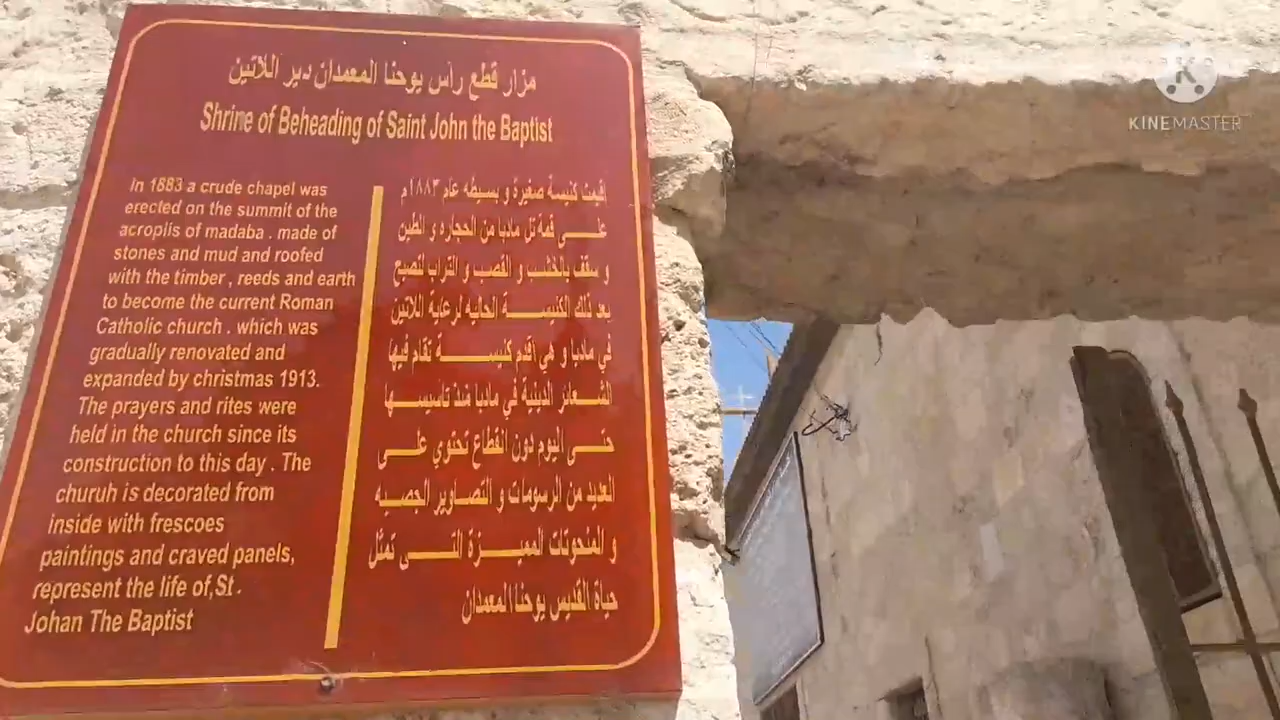 مزار قطع رأس يوحنا المعمدان دير اللاتين
Shrine of Beheading of Saint John the Baptist
In 1883 a crude chapel was
erected on the summit of the
acroplis of madaba . made of
stones and mud and roofed
with the timber , reeds and earth
to become the current Roman
Catholic church . which was
gradually renovated and
expanded by christmas 1913.
The prayers and rites were
held in the church since its
construction to this day . The
churuh is decorated from
inside with frescoes
paintings and craved panels,
represent the life of,St .
Johan The Baptist
اقيمت كنيسة صغيرة و بسيطه عام ١٨٨٣م
على قمة تل مادبا من الحجاره و الطين
و سقف بالخشب و القصب و التراب لتصبح
بعد ذلك الكنيسة الحاليه لرعاية اللاتين
في مادبا و هي أقدم كنيسة تقام فيها
الشعائر الدينية في مادبا منذ تأسيسها
حتى اليوم دون انقطاع تحتوي على
العديد من الرسومات و التصاوير الجصيه
و المنحوتات المميزة التى تمثل
حياة القديس يوحنا المعمدان
K
KINEMASTER